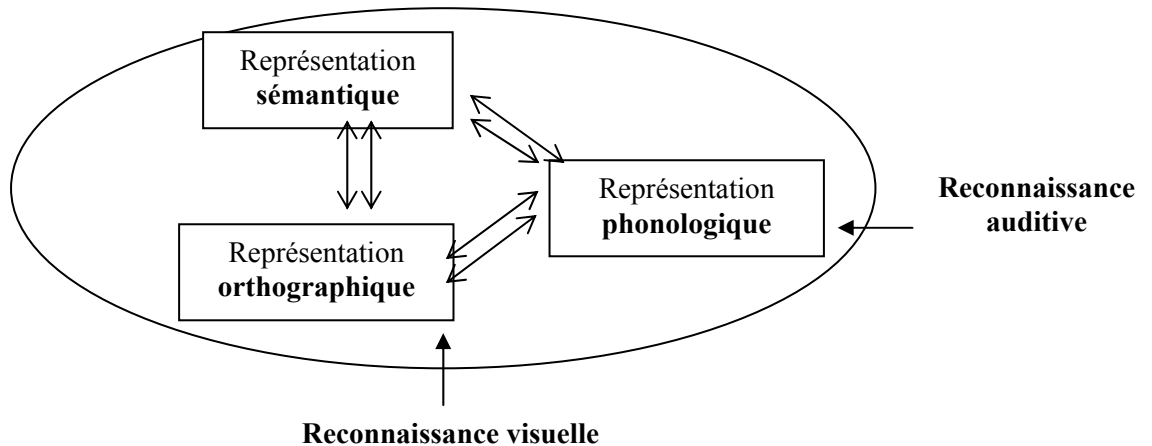 Représentation
sémantique
Représentation
phonologique
Reconnaissance
auditive
Représentation
orthographique
Reconnaissance visuelle